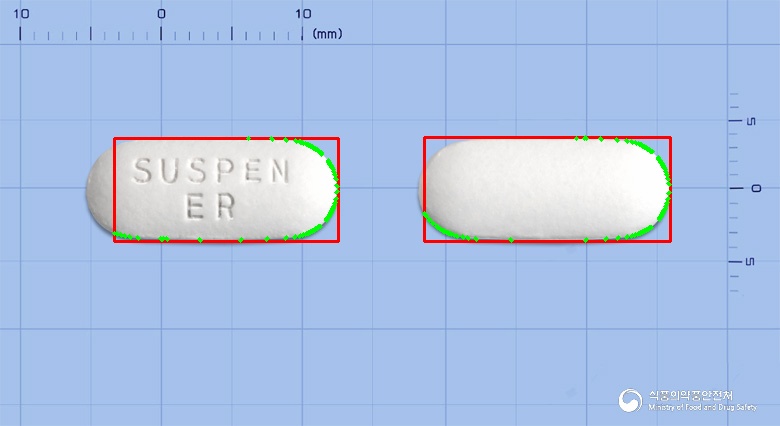 10 0 10
(mm)
SUSPEN
ER
5
0
5
식품의약품안전처
Ministry of Food and Drug Safety